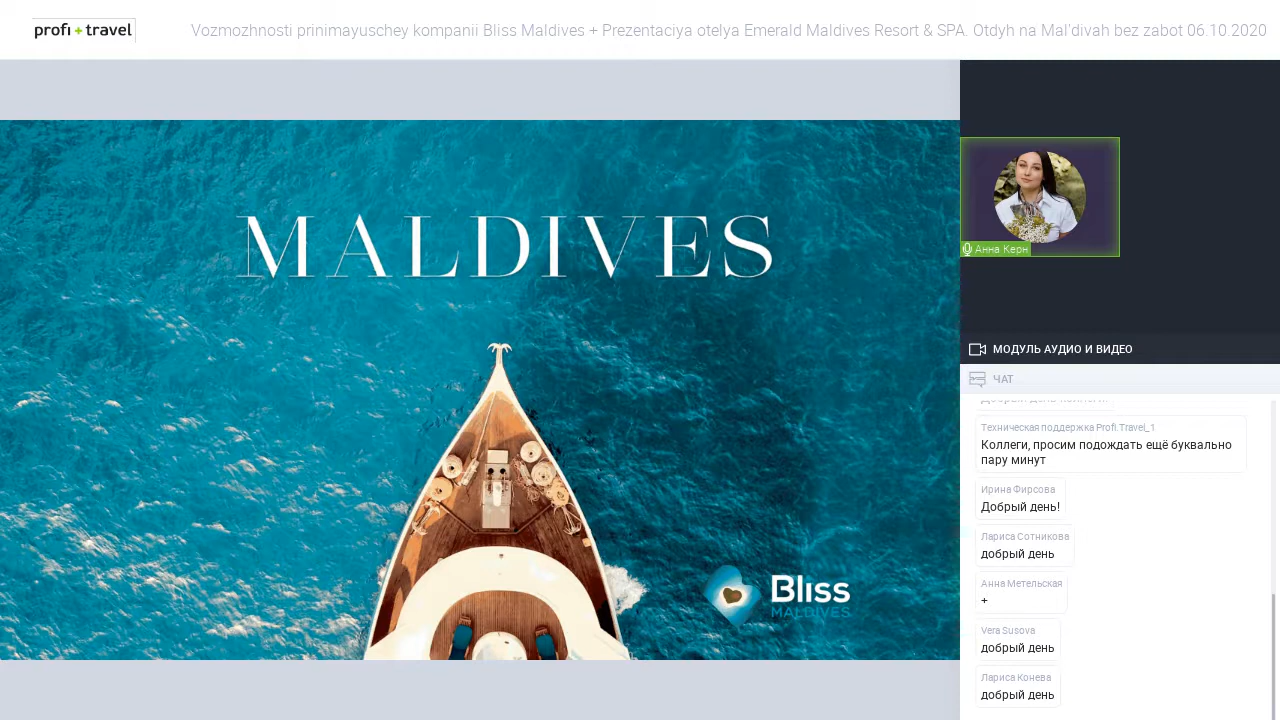 profi + travel
Vozmozhnosti prinimayuschey kompanii Bliss Maldives + Prezentaciya otelya Emerald Maldives Resort & SPA. Otdyh na Mal'divah bez zabot 06.10.2020
MALDIVES
Bliss
MALDIVES
Анна Керн
МОДУЛЬ АУДИО И ВИДЕО
ЧАТ
Техническая поддержка Profi.Travel_1
Коллеги, просим подождать ещё буквально
пару минут
Ирина Фирсова
Добрый день!
Лариса Сотникова
добрый день
Анна Метельская
+
Vera Susova
добрый день
Лариса Конева
добрый день